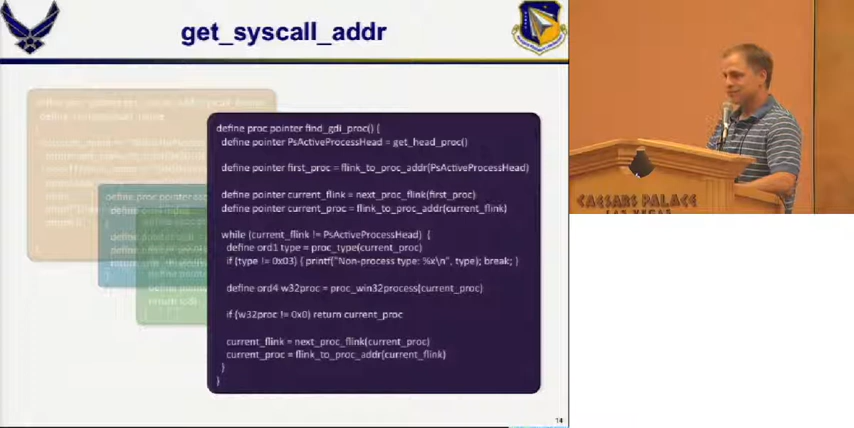 get_syscall_addr
define proc pointer find_gdi_proc() {
define pointer PsActiveProcessHead = get_head_proc()
define pointer first_proc = flink_to_proc_addr(PsActiveProcessHead)
define pointer current_flink = next_proc_flink(first_proc)
define pointer current_proc = flink_to_proc_addr(current_flink)
while (current_flink != PsActiveProcessHead) {
define ord1 type = proc_type(current_proc)
if (type != 0x03) { printf("Non-process type: %x\n", type); break; }
define ord4 w32proc = proc_win32process(current_proc)
if (w32proc != 0x0) return current_proc
current_flink = next_proc_flink(current_proc)
current_proc = flink_to_proc_addr(current_flink)
}
}
14
CAESARS PALACE
LAS VEGAS